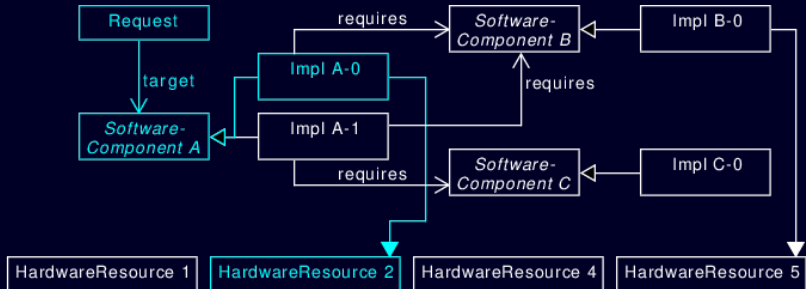 Request
requires
Software-
Component B
Impl B-0
target
Impl A-0
requires
Software-
Component A
Impl A-1
requires
Software-
Component C
Impl C-0
HardwareResource 1
HardwareResource 2
HardwareResource 4
HardwareResource 5